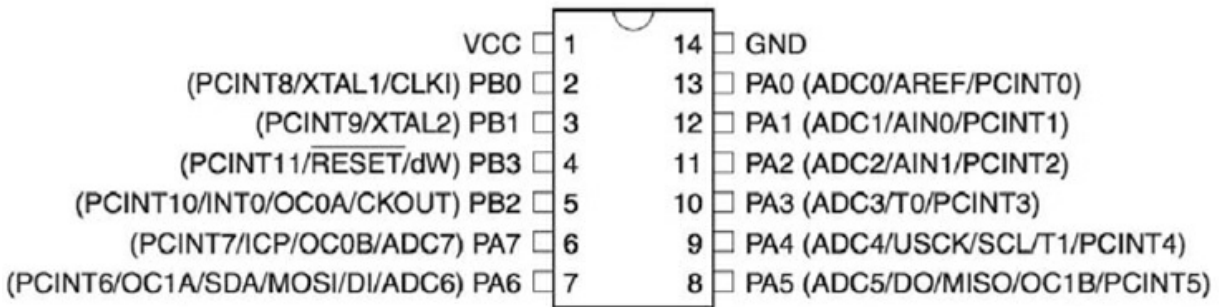 VCC 1 14 GND
(PCINT8/XTAL1/CLKI) PB0 2 13 PA0 (ADC0/AREF/PCINT0)
(PCINT9/XTAL2) PB1 3 12 PA1 (ADC1/AIN0/PCINT1)
(PCINT11/RESET/dW) PB3 4 11 PA2 (ADC2/AIN1/PCINT2)
(PCINT10/INT0/OC0A/CKOUT) PB2 5 10 PA3 (ADC3/T0/PCINT3)
(PCINT7/ICP/OC0B/ADC7) PA7 6 9 PA4 (ADC4/USCK/SCL/T1/PCINT4)
(PCINT6/OC1A/SDA/MOSI/DI/ADC6) PA6 7 8 PA5 (ADC5/DO/MISO/OC1B/PCINT5)